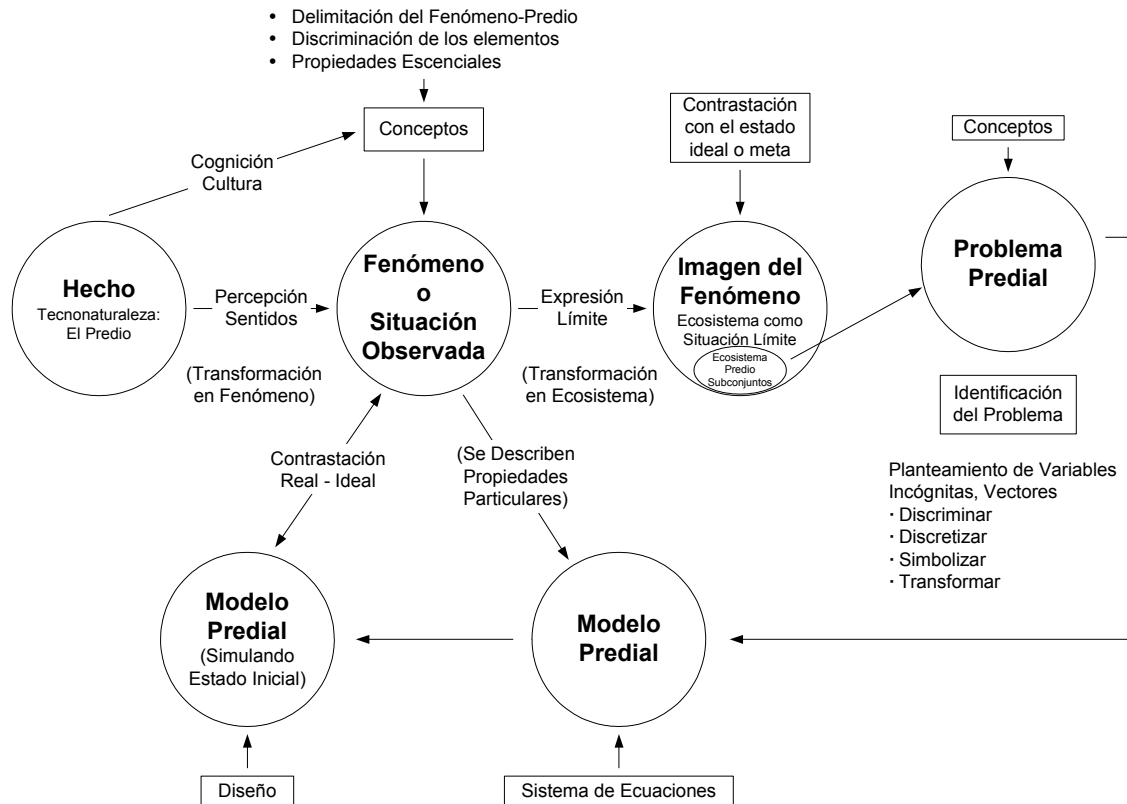 • Delimitación del Fenómeno-Predio
• Discriminación de los elementos
• Propiedades Escenciales
Conceptos
Cognición
Cultura
Contrastación
con el estado
ideal o meta
Conceptos
Hecho
Tecnonaturaleza:
El Predio
Percepción
Sentidos
(Transformación
en Fenómeno)
Fenómeno
o
Situación
Observada
Expresión
Límite
(Transformación
en Ecosistema)
Imagen del
Fenómeno
Ecosistema como
Situación Límite
Ecosistema
Predio
Subconjuntos
Problema
Predial
Identificación
del Problema
Planteamiento de Variables
Incógnitas, Vectores
· Discriminar
· Discretizar
· Simbolizar
· Transformar
Contrastación
Real - Ideal
(Se Describen
Propiedades
Particulares)
Modelo
Predial
(Simulando
Estado Inicial)
Modelo
Predial
Diseño
Sistema de Ecuaciones